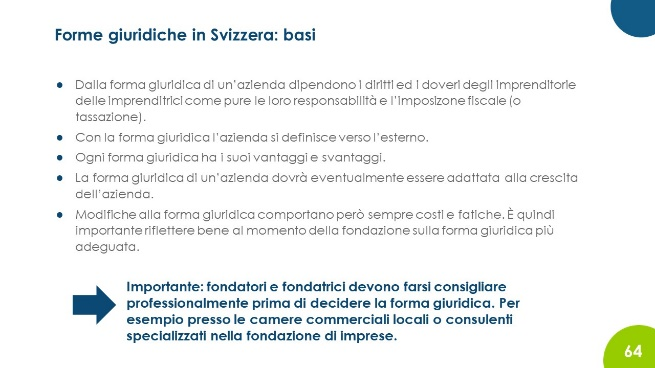 Forme giuridiche in Svizzera: basi
● Dalla forma giuridica di un’azienda dipendono i diritti ed i doveri degli imprenditorie
delle imprenditrici come pure le loro responsabilità e l’imposizone fiscale (o
tassazione).
● Con la forma giuridica l’azienda si definisce verso l’esterno.
● Ogni forma giuridica ha i suoi vantaggi e svantaggi.
● La forma giuridica di un’azienda dovrà eventualmente essere adattata alla crescita
dell’azienda.
● Modifiche alla forma giuridica comportano però sempre costi e fatiche. È quindi
importante riflettere bene al momento della fondazione sulla forma giuridica più
adeguata.
Importante: fondatori e fondatrici devono farsi consigliare
professionalmente prima di decidere la forma giuridica. Per
esempio presso le camere commerciali locali o consulenti
specializzati nella fondazione di imprese.
64